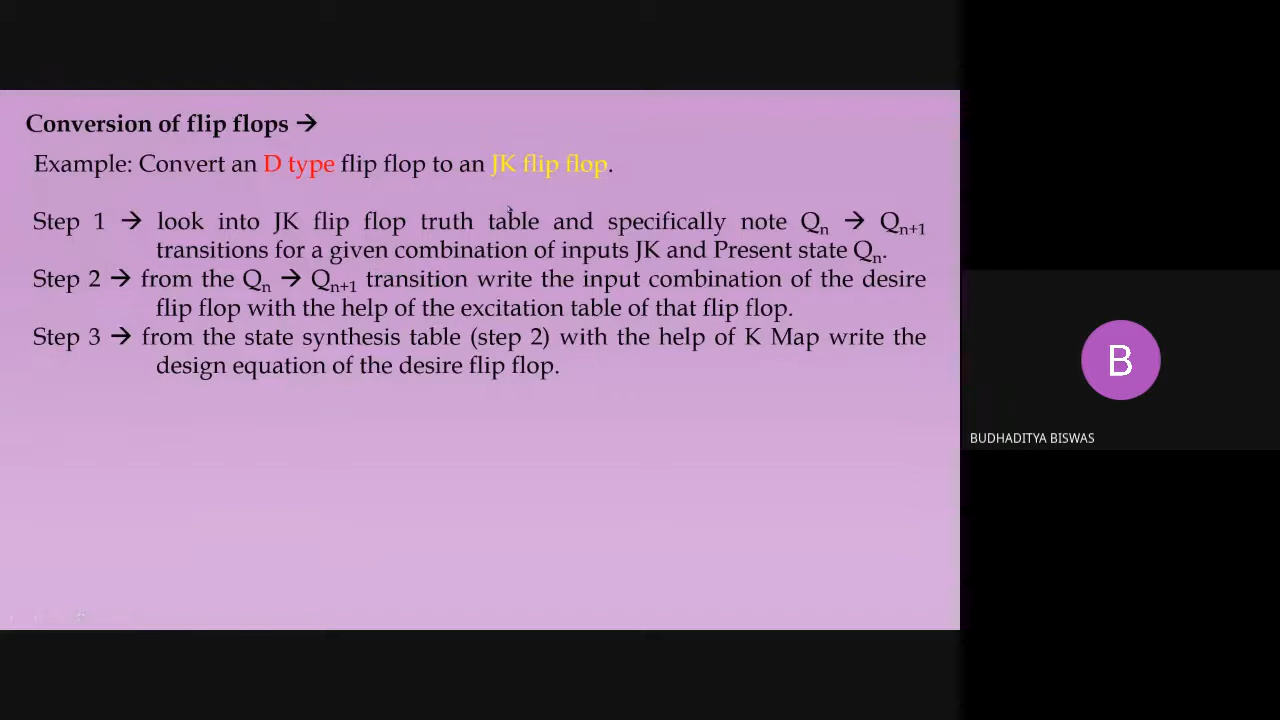 Conversion of flip flops →
Example: Convert an D type flip flop to an JK flip flop.
Step 1 → look into JK flip flop truth table and specifically note Qn → Qn+1
transitions for a given combination of inputs JK and Present state Qn.
Step 2 → from the Qn → Qn+1 transition write the input combination of the desire
flip flop with the help of the excitation table of that flip flop.
Step 3 → from the state synthesis table (step 2) with the help of K Map write the
design equation of the desire flip flop.
B
BUDHADITYA BISWAS